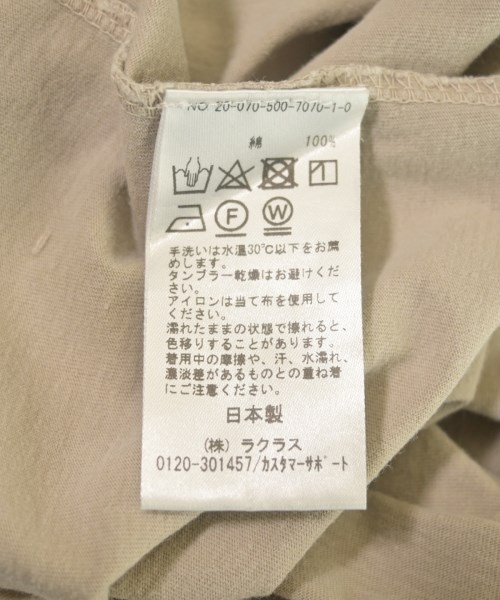 NO 20-070-500-7070-1-0
綿 100%
F W
手洗いは水温30℃以下をお薦
めします。
タンブラー乾燥はお避けくだ
さい。
アイロンは当て布を使用して
ください。
濡れたままの状態で擦れると、
色移りすることがあります。
着用中の摩擦や、汗、水濡れ、
濃淡差があるものとの重ね着
にご注意ください。
日本製
(株) ラクラス
0120-301457/カスタマーサポート